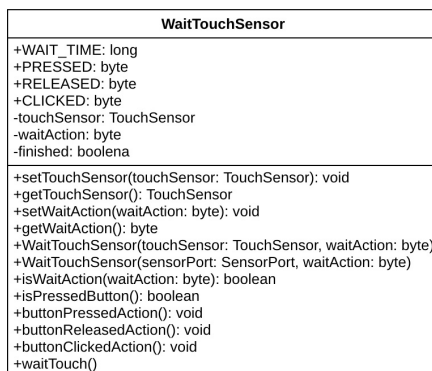 WaitTouchSensor
+WAIT_TIME: long
+PRESSED: byte
+RELEASED: byte
+CLICKED: byte
-touchSensor: TouchSensor
-waitAction: byte
-finished: boolena
+setTouchSensor(touchSensor: TouchSensor): void
+getTouchSensor(): TouchSensor
+setWaitAction(waitAction: byte): void
+getWaitAction(): byte
+WaitTouchSensor(touchSensor: TouchSensor, waitAction: byte)
+WaitTouchSensor(sensorPort: SensorPort, waitAction: byte)
+isWaitAction(waitAction: byte): boolean
+isPressedButton(): boolean
+buttonPressedAction(): void
+buttonReleasedAction(): void
+buttonClickedAction(): void
+waitTouch()